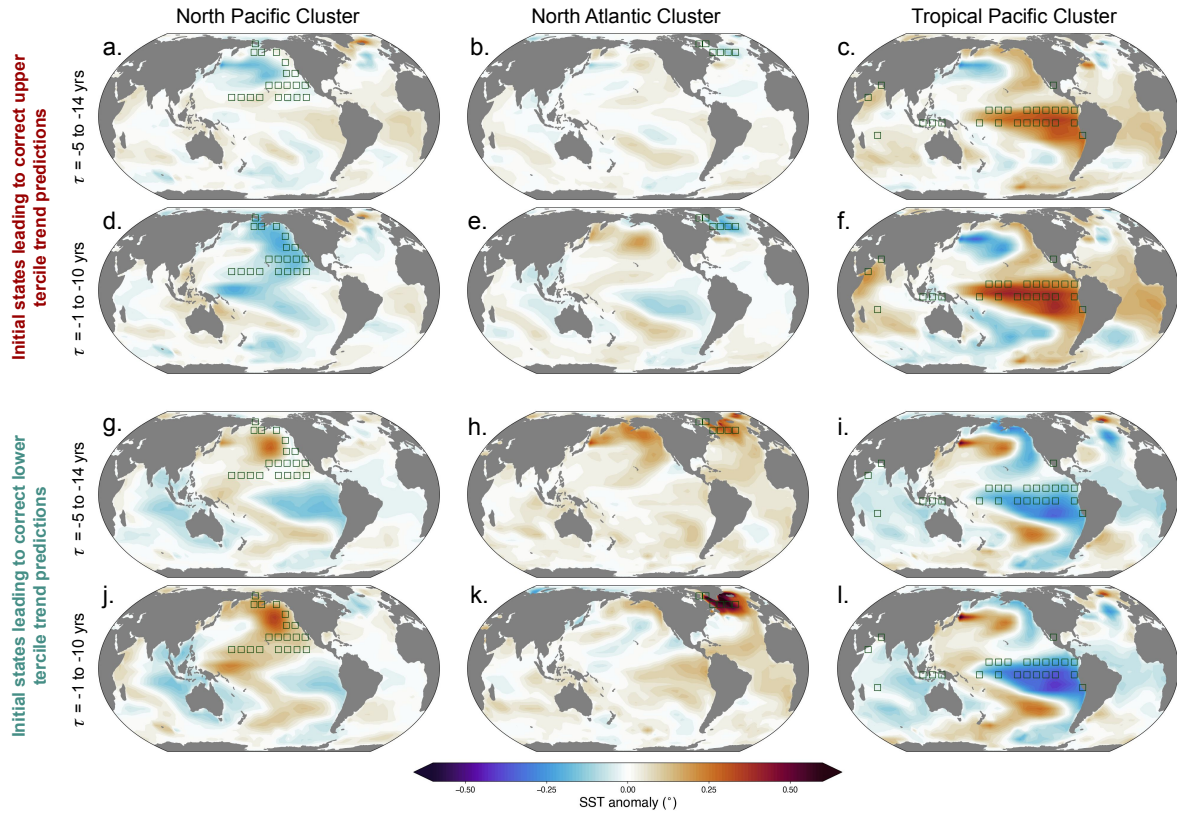 North Pacific Cluster
North Atlantic Cluster
Tropical Pacific Cluster
Initial states leading to correct upper
tercile trend predictions
τ = -5 to -14 yrs
a.
b.
c.
τ = -1 to -10 yrs
d.
e.
f.
Initial states leading to correct lower
tercile trend predictions
τ = -5 to -14 yrs
g.
h.
i.
τ = -1 to -10 yrs
j.
k.
l.
−0.50
−0.25
0.00
0.25
0.50
SST anomaly (°)